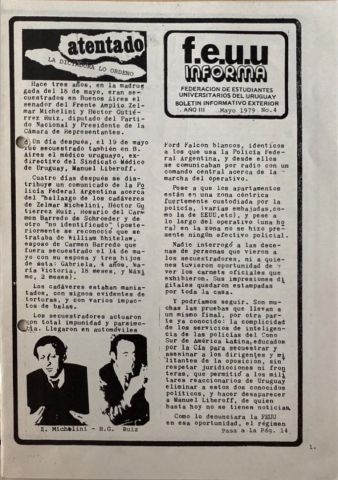 atentado
LA DICTADURA LO ORDENO
f.e.u.u
INFORMA
FEDERACION DE ESTUDIANTES
UNIVERSITARIOS DEL URUGUAY
BOLETIN INFORMATIVO EXTERIOR
AÑO III Mayo 1979 No.4
Hace tres años, en la madrug
gada del 18 de mayo, eran se-
cuestrados en Buenos Aires el
senador del Frente Amplio Zel-
mar Michelini y Héctor Gutié-
rrez Ruiz, diputado del Parti-
do Nacional y Presidente de la
Cámara de Representantes.
Un día después, el 19 de mayo
fue secuestrado también en B.
Aires el médico uruguayo, ex-
directivo del Sindicato Médico
de Uruguay, Manuel Liberoff.
Cuatro días después se dis-
tribuye un comunicado de la Po
licía Federal Argentina acerca
del "hallazgo de los cadáveres
de Zelmar Michelini, Héctor Gu
tiérrez Ruiz, Rosario del Carmen
Barredo de Schroeder y de
otro "no identificado" (poste-
riormente se reconoció que se
trataba de William Whitelaw,
esposo de Carmen Barredo que
fuera secuestrado el 13 de ma-
yo con su esposa y tres hijos
de ésta, Gabriela, 4 años, Ma-
ría Victoria, 18 meses, y Máxi
mo, 2 meses).
Los cadáveres estaban mania-
tados, con signos evidentes de
torturas, y con varios impac-
tos de balas.
Los secuestradores actuaron
con total impunidad y parsimo-
nia. Llegaron en automóviles
Z. Michelini - H.G. Ruiz
Ford Falcon blancos, idénticos
a los que usa la Policía Fede-
ral Argentina, y desde ellos
se comunicaban por radio con un
comando central acerca de la
marcha del operativo.
Pese a que los apartamentos
están en una zona céntrica
fuertemente custodiada por la
policía, (varias embajadas, co-
mo la de EEUU, etc), y pese a
lo largo del operativo (una ho
ra) en la zona no se hizo pre-
sente ningún efectivo policial.
Nadie interrogó a las dece-
nas de personas que vieron a
los secuestradores, ni a quie-
nes tuvieron oportunidad de
ver los carnets oficiales que
exhibieron. Sus impresiones di
gitales quedaron estampadas
por toda la casa.
Y podríamos seguir. Son mu-
chas las pruebas que llevan a
un mismo final, por otra par-
te ya conocido: la complicidad
de los servicios de inteligen-
cia de las policías del Cono
Sur de América Latina, educados
por la Cía para secuestrar y
asesinar a los dirigentes y mi
litantes de la oposición, sin
respetar juridicciones ni fron
teras, que permitió a los mili
tares reaccionarios de Uruguay
eliminar a estos dos conocidos
políticos, y hacer desaparecer
a Manuel Liberoff, de quien
hasta hoy no se tienen noticias.
Como lo denunciara la FEUU
en esa oportunidad, el régimen
Pasa a la Pág. 14
1.